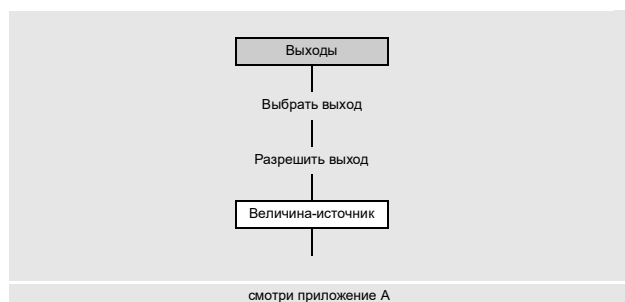 Выходы
Выбрать выход
Разрешить выход
Величина-источник
смотри приложение А